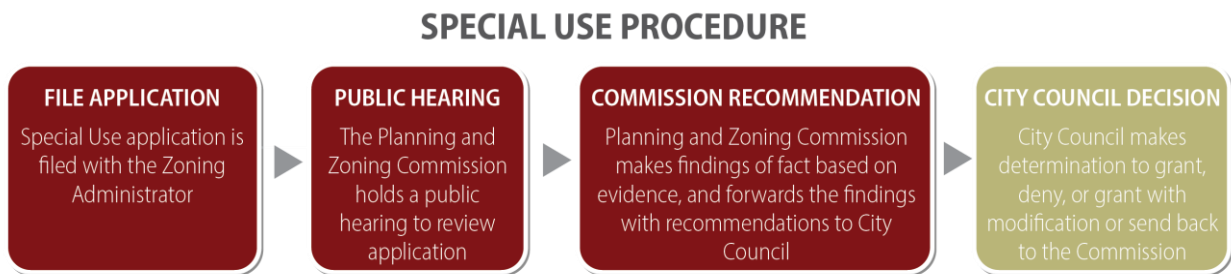 SPECIAL USE PROCEDURE
FILE APPLICATION
Special Use application is
filed with the Zoning
Administrator
PUBLIC HEARING
The Planning and
Zoning Commission
holds a public
hearing to review
application
COMMISSION RECOMMENDATION
Planning and Zoning Commission
makes findings of fact based on
evidence, and forwards the findings
with recommendations to City
Council
CITY COUNCIL DECISION
City Council makes
determination to grant,
deny, or grant with
modification or send back
to the Commission